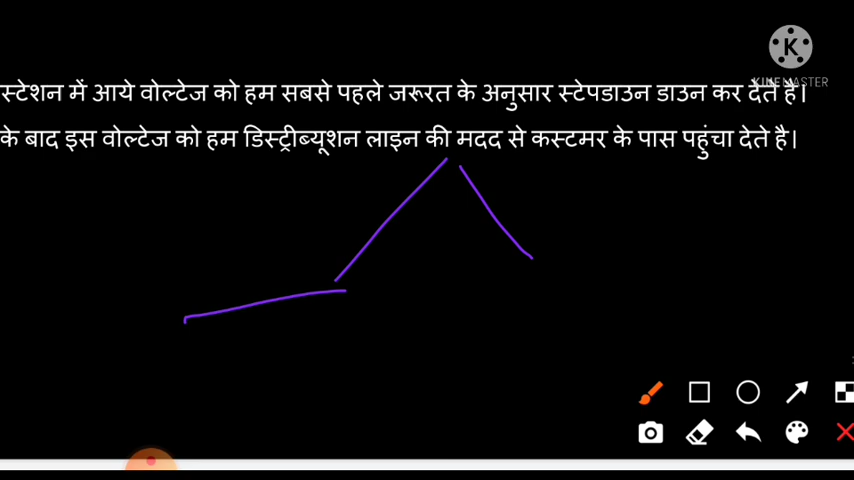 स्टेशन में आये वोल्टेज को हम सबसे पहले जरूरत के अनुसार स्टेपडाउन डाउन कर देते है।
के बाद इस वोल्टेज को हम डिस्ट्रीब्यूशन लाइन की मदद से कस्टमर के पास पहुंचा देते है।
K
KINEMASTER